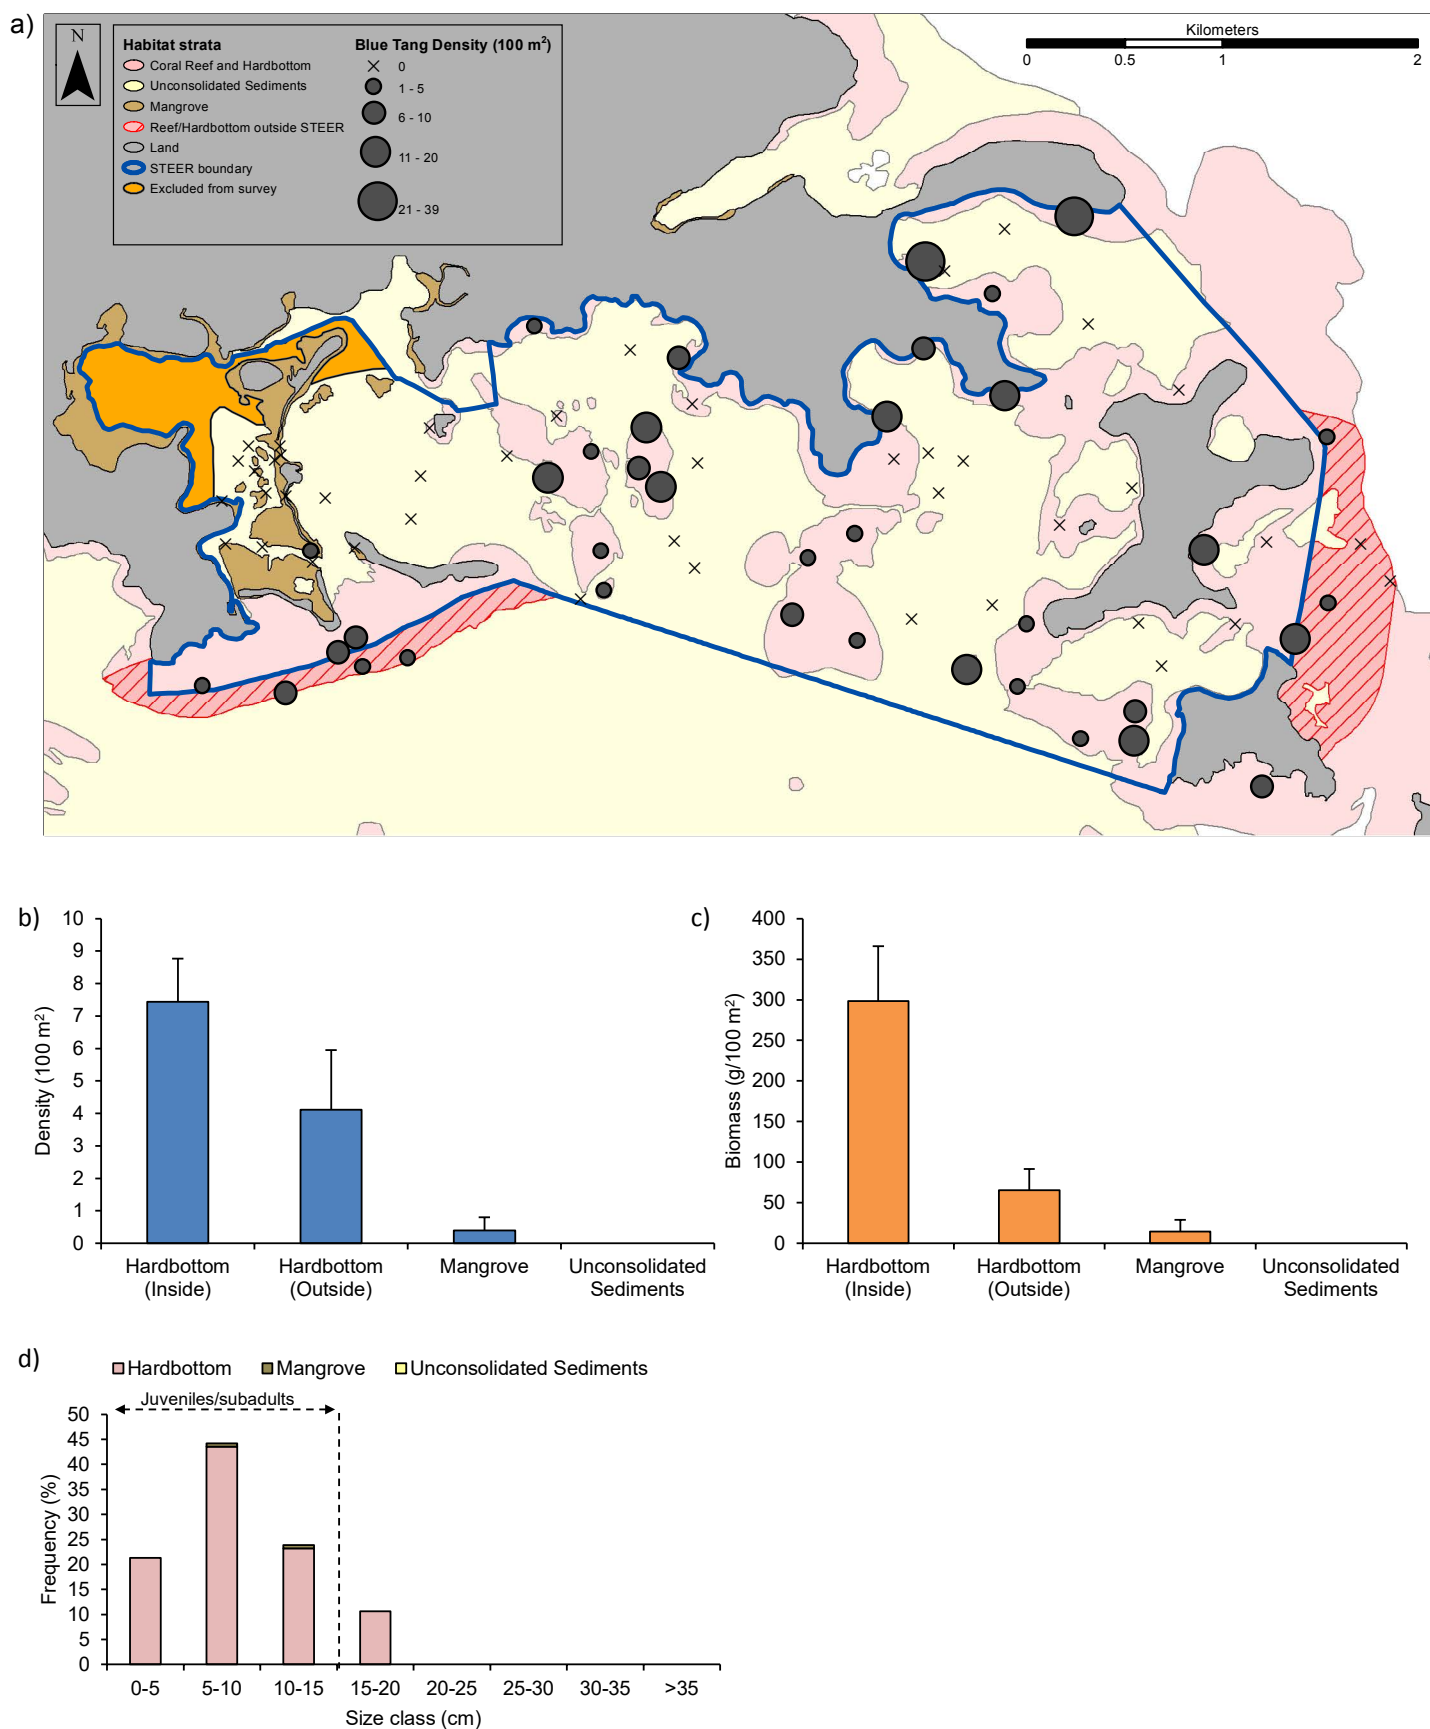 a)
N
Habitat strata
Coral Reef and Hardbottom
Unconsolidated Sediments
Mangrove
Reef/Hardbottom outside STEER
Land
STEER boundary
Excluded from survey
Blue Tang Density (100 m²)
0
1 - 5
6 - 10
11 - 20
21 - 39
Kilometers
0 0.5 1 2
b)
Density (100 m²)
10
9
8
7
6
5
4
3
2
1
0
Hardbottom (Inside)
Hardbottom (Outside)
Mangrove
Unconsolidated Sediments
c)
Biomass (g/100 m²)
400
350
300
250
200
150
100
50
0
Hardbottom (Inside)
Hardbottom (Outside)
Mangrove
Unconsolidated Sediments
d)
Hardbottom Mangrove Unconsolidated Sediments
Juveniles/subadults
Frequency (%)
50
45
40
35
30
25
20
15
10
5
0
0-5 5-10 10-15 15-20 20-25 25-30 30-35 >35
Size class (cm)